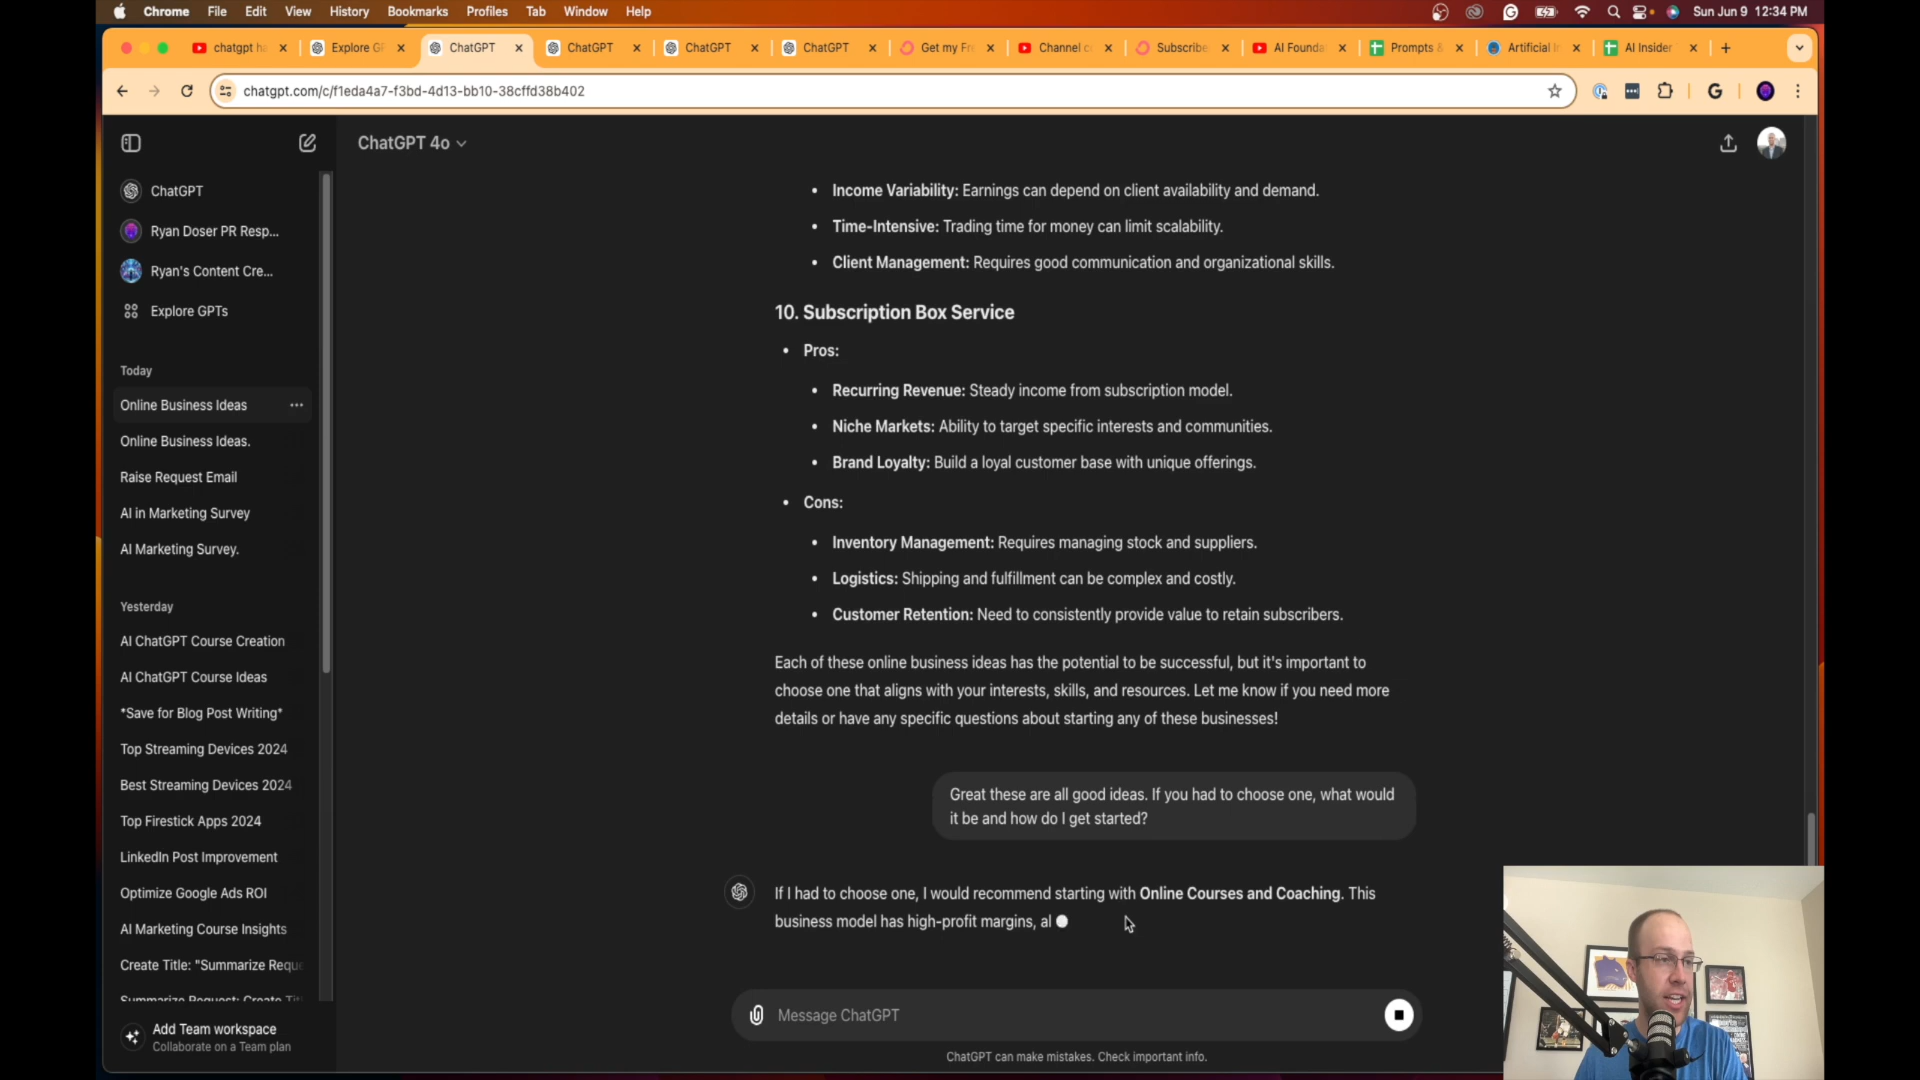 Chrome File Edit View History Bookmarks Profiles Tab Window Help Sun Jun 9 12:34 PM
chatgpt ha Explore GP ChatGPT ChatGPT ChatGPT ChatGPT Get my Fr Channel c Subscribe AI Founda Prompts & Artificial In AI Insider
chatgpt.com/c/f1eda4a7-f3bd-4d13-bb10-38cffd38b402
ChatGPT 4o
ChatGPT
Ryan Doser PR Resp...
Ryan's Content Cre...
Explore GPTs
Today
Online Business Ideas
Online Business Ideas.
Raise Request Email
AI in Marketing Survey
AI Marketing Survey.
Yesterday
AI ChatGPT Course Creation
AI ChatGPT Course Ideas
*Save for Blog Post Writing*
Top Streaming Devices 2024
Best Streaming Devices 2024
Top Firestick Apps 2024
LinkedIn Post Improvement
Optimize Google Ads ROI
AI Marketing Course Insights
Create Title: "Summarize Reque
Summarize Request: Create Tit
Add Team workspace
Collaborate on a Team plan
• Income Variability: Earnings can depend on client availability and demand.
• Time-Intensive: Trading time for money can limit scalability.
• Client Management: Requires good communication and organizational skills.
10. Subscription Box Service
• Pros:
• Recurring Revenue: Steady income from subscription model.
• Niche Markets: Ability to target specific interests and communities.
• Brand Loyalty: Build a loyal customer base with unique offerings.
• Cons:
• Inventory Management: Requires managing stock and suppliers.
• Logistics: Shipping and fulfillment can be complex and costly.
• Customer Retention: Need to consistently provide value to retain subscribers.
Each of these online business ideas has the potential to be successful, but it's important to
choose one that aligns with your interests, skills, and resources. Let me know if you need more
details or have any specific questions about starting any of these businesses!
Great these are all good ideas. If you had to choose one, what would
it be and how do I get started?
If I had to choose one, I would recommend starting with Online Courses and Coaching. This
business model has high-profit margins, al
Message ChatGPT
ChatGPT can make mistakes. Check important info.